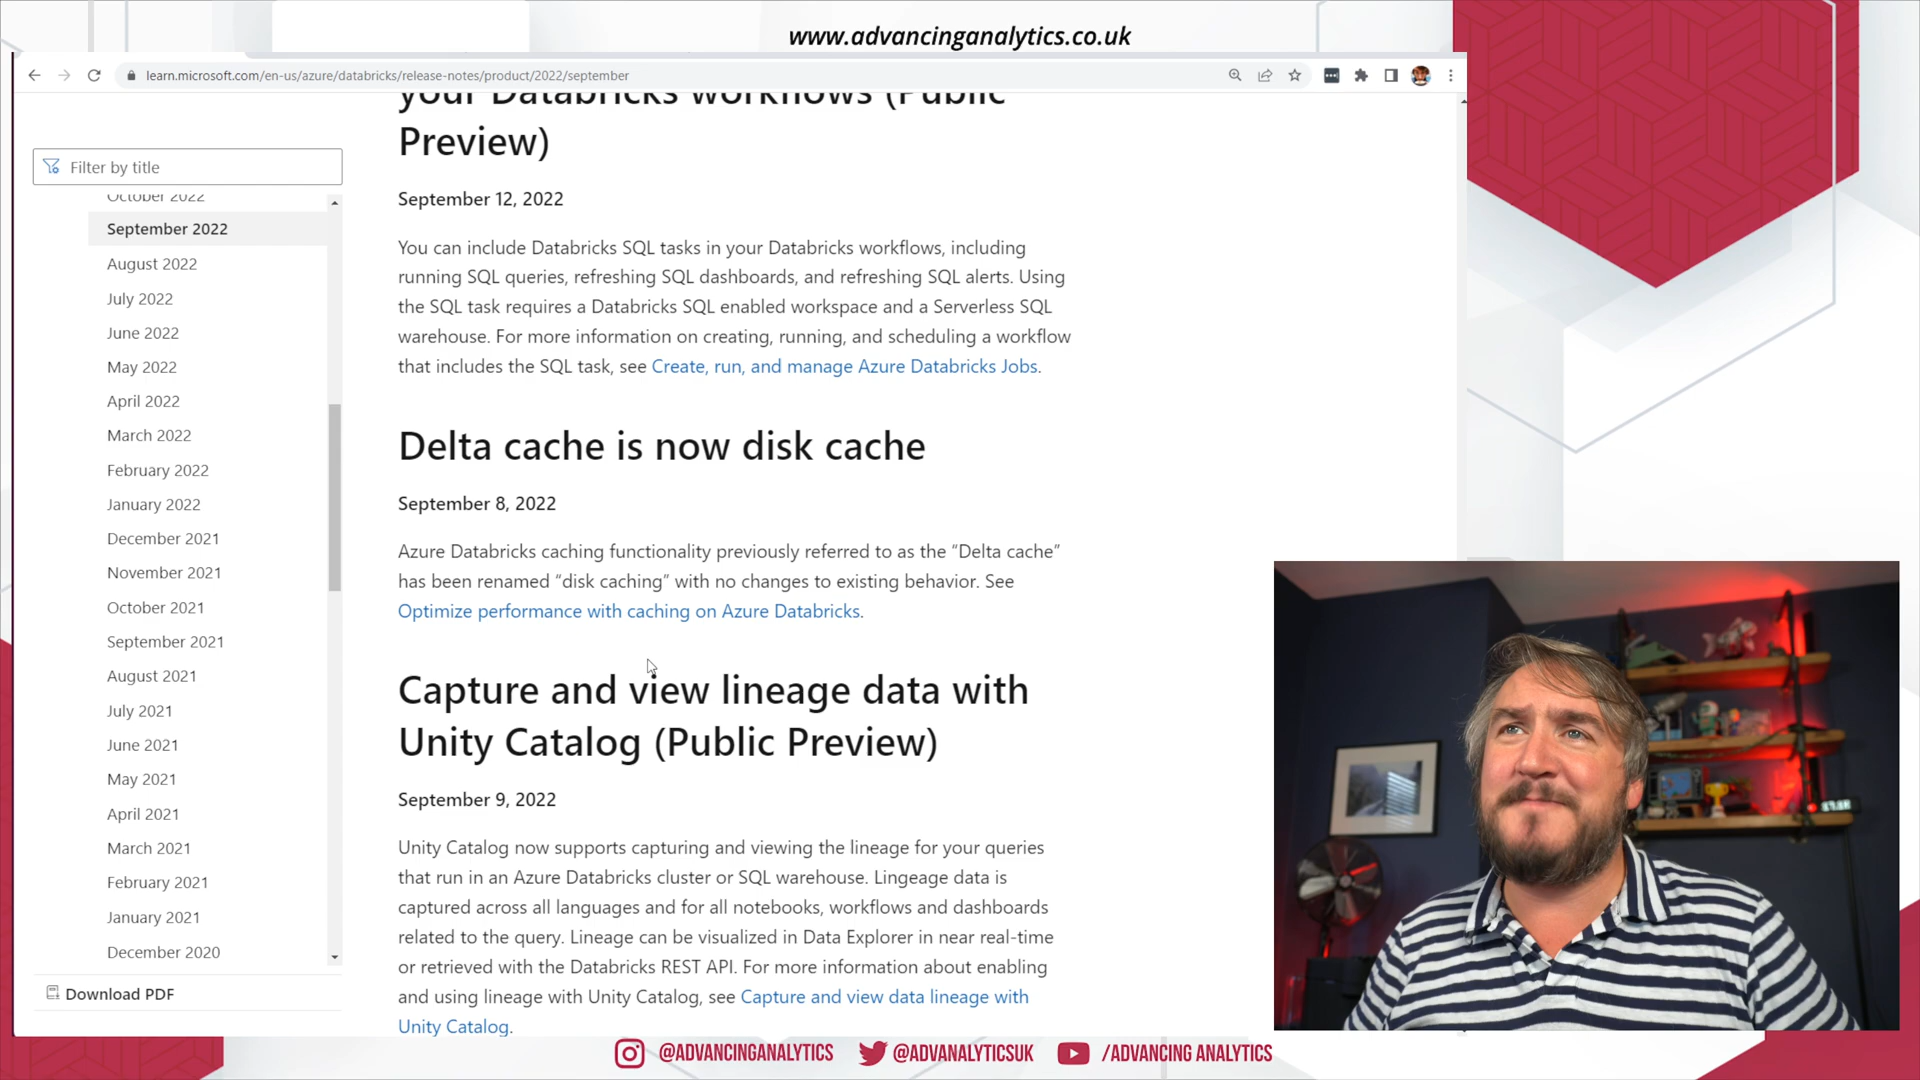 www.advancinganalytics.co.uk
learn.microsoft.com/en-us/azure/databricks/release-notes/product/2022/september
your Databricks workflows (Public
Preview)
September 12, 2022
You can include Databricks SQL tasks in your Databricks workflows, including
running SQL queries, refreshing SQL dashboards, and refreshing SQL alerts. Using
the SQL task requires a Databricks SQL enabled workspace and a Serverless SQL
warehouse. For more information on creating, running, and scheduling a workflow
that includes the SQL task, see Create, run, and manage Azure Databricks Jobs.
Delta cache is now disk cache
September 8, 2022
Azure Databricks caching functionality previously referred to as the “Delta cache”
has been renamed “disk caching” with no changes to existing behavior. See
Optimize performance with caching on Azure Databricks.
Capture and view lineage data with
Unity Catalog (Public Preview)
September 9, 2022
Unity Catalog now supports capturing and viewing the lineage for your queries
that run in an Azure Databricks cluster or SQL warehouse. Lingeage data is
captured across all languages and for all notebooks, workflows and dashboards
related to the query. Lineage can be visualized in Data Explorer in near real-time
or retrieved with the Databricks REST API. For more information about enabling
and using lineage with Unity Catalog, see Capture and view data lineage with
Unity Catalog.
Filter by title
October 2022
September 2022
August 2022
July 2022
June 2022
May 2022
April 2022
March 2022
February 2022
January 2022
December 2021
November 2021
October 2021
September 2021
August 2021
July 2021
June 2021
May 2021
April 2021
March 2021
February 2021
January 2021
December 2020
Download PDF
@ADVANCINGANALYTICS
@ADVANALYTICSUK
/ADVANCING ANALYTICS